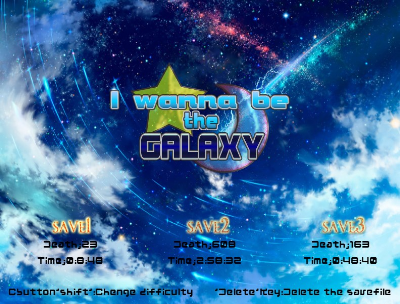 I wanna be
the
GALAXY
SAVE1 SAVE2 SAVE3
Death;23 Death;608 Death;163
Time;0:8:48 Time;2:58:32 Time;0:48:40
Cbutton"shift":Change difficulty "Delete"Key:Delete the savefile